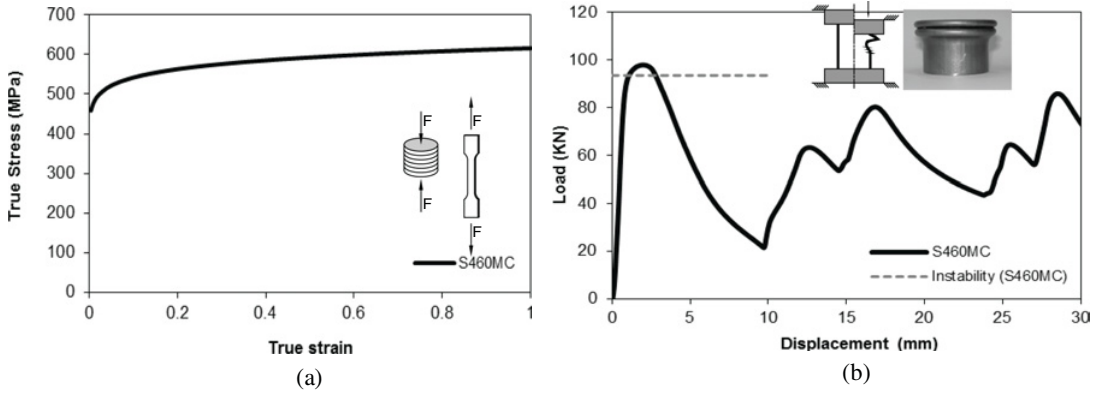 700
600
500
400
300
200
100
0
True Stress (MPa)
F
F
F
F
S460MC
0
0.2
0.4
0.6
0.8
1
True strain
(a)
120
100
80
60
40
20
0
Load (KN)
S460MC
Instability (S460MC)
0
5
10
15
20
25
30
Displacement (mm)
(b)